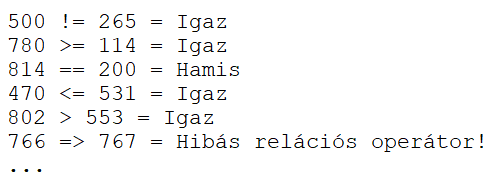 500 != 265 = Igaz
780 >= 114 = Igaz
814 == 200 = Hamis
470 <= 531 = Igaz
802 > 553 = Igaz
766 => 767 = Hibás relációs operátor!
...